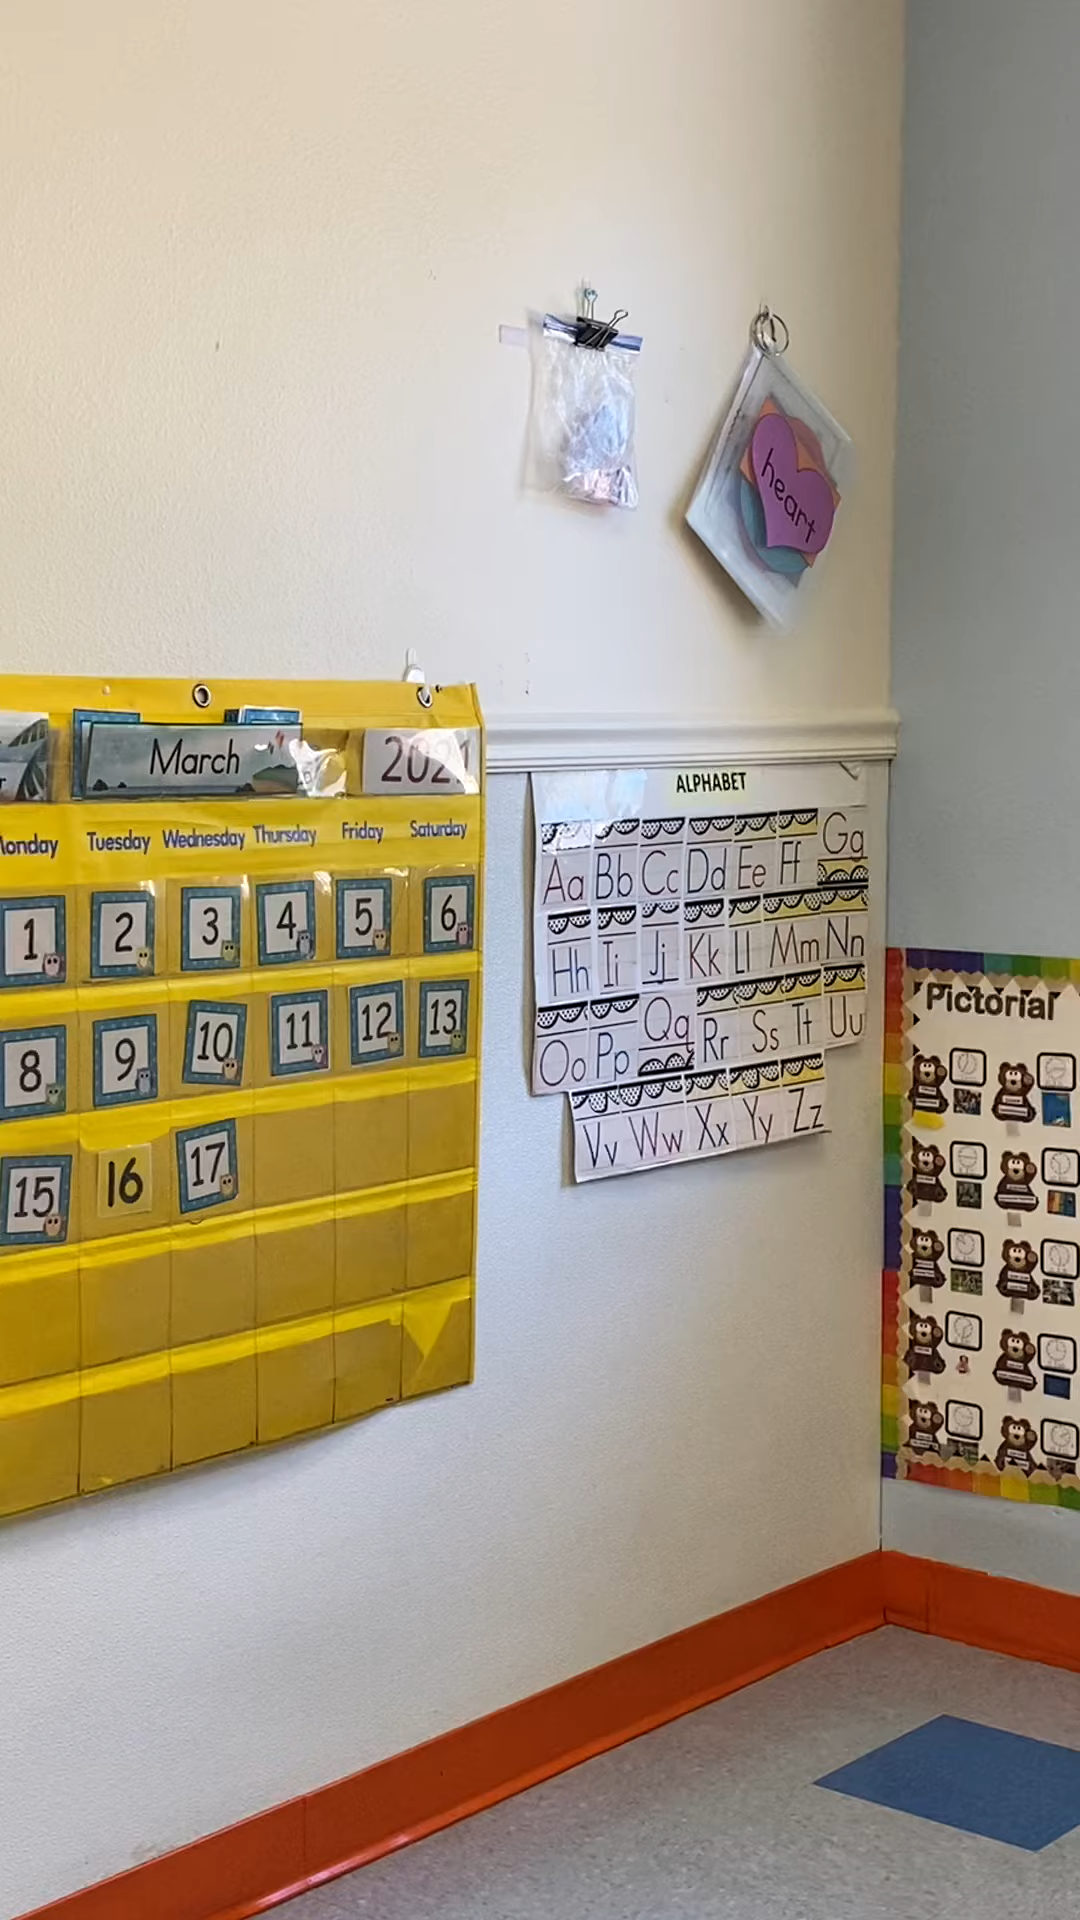 heart
March 2021
Monday Tuesday Wednesday Thursday Friday Saturday
1 2 3 4 5 6
8 9 10 11 12 13
15 16 17
ALPHABET
Aa Bb Cc Dd Ee Ff Gg
Hh Ii Jj Kk Ll Mm Nn
Oo Pp Qq Rr Ss Tt Uu
Vv Ww Xx Yy Zz
Pictorial